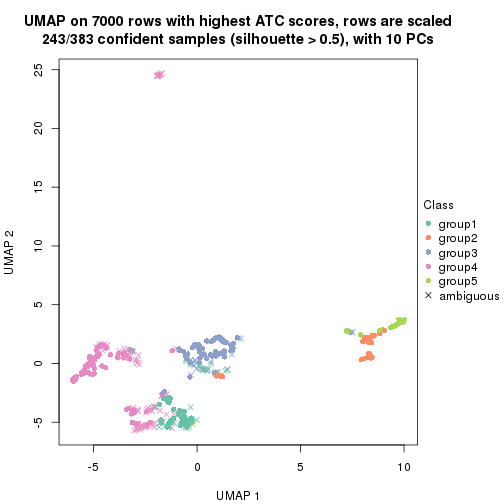 UMAP on 7000 rows with highest ATC scores, rows are scaled
243/383 confident samples (silhouette > 0.5), with 10 PCs
25
20
15
10
5
0
-5
UMAP 2
-5
0
5
10
UMAP 1
Class
group1
group2
group3
group4
group5
ambiguous